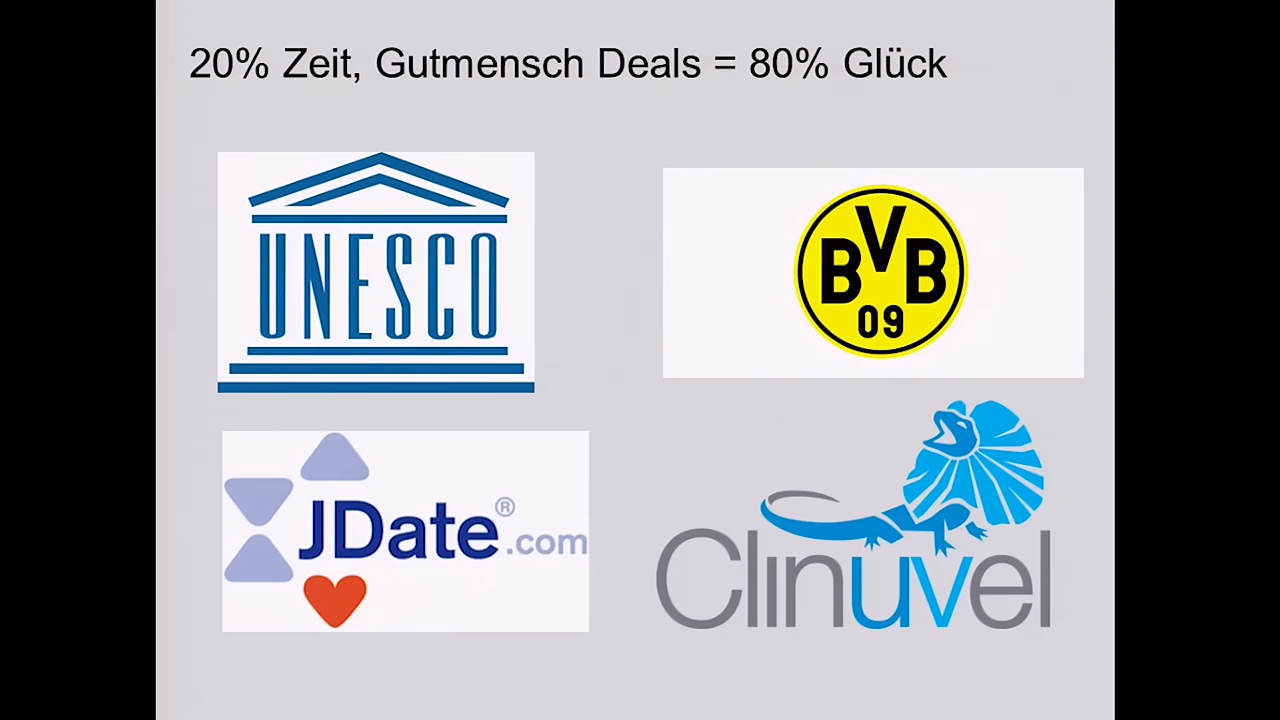 20% Zeit, Gutmensch Deals = 80% Glück
UNESCO
BVB
09
JDate®.com
Clinuvel